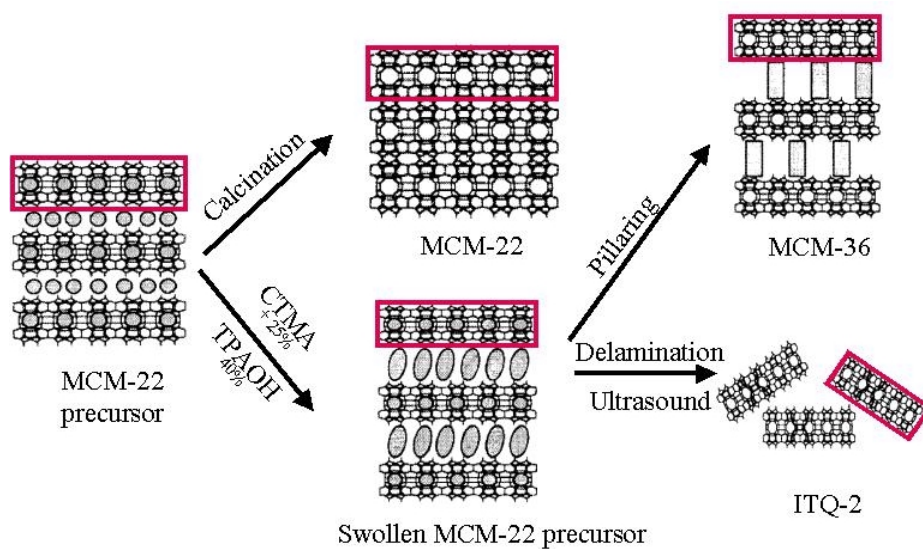 Calcination
MCM-22
Pillaring
MCM-36
CTMA
+ 25%
TPAOH
40%
MCM-22
precursor
Delamination
Ultrasound
ITQ-2
Swollen MCM-22 precursor